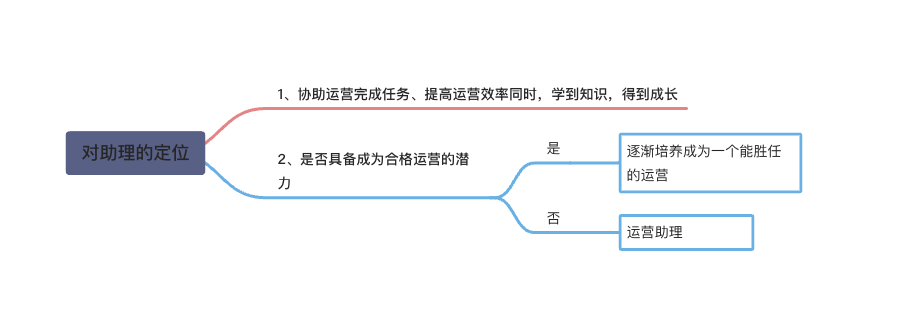 对助理的定位
1、协助运营完成任务、提高运营效率同时，学到知识，得到成长
2、是否具备成为合格运营的潜
力
是
逐渐培养成为一个能胜任
的运营
否
运营助理